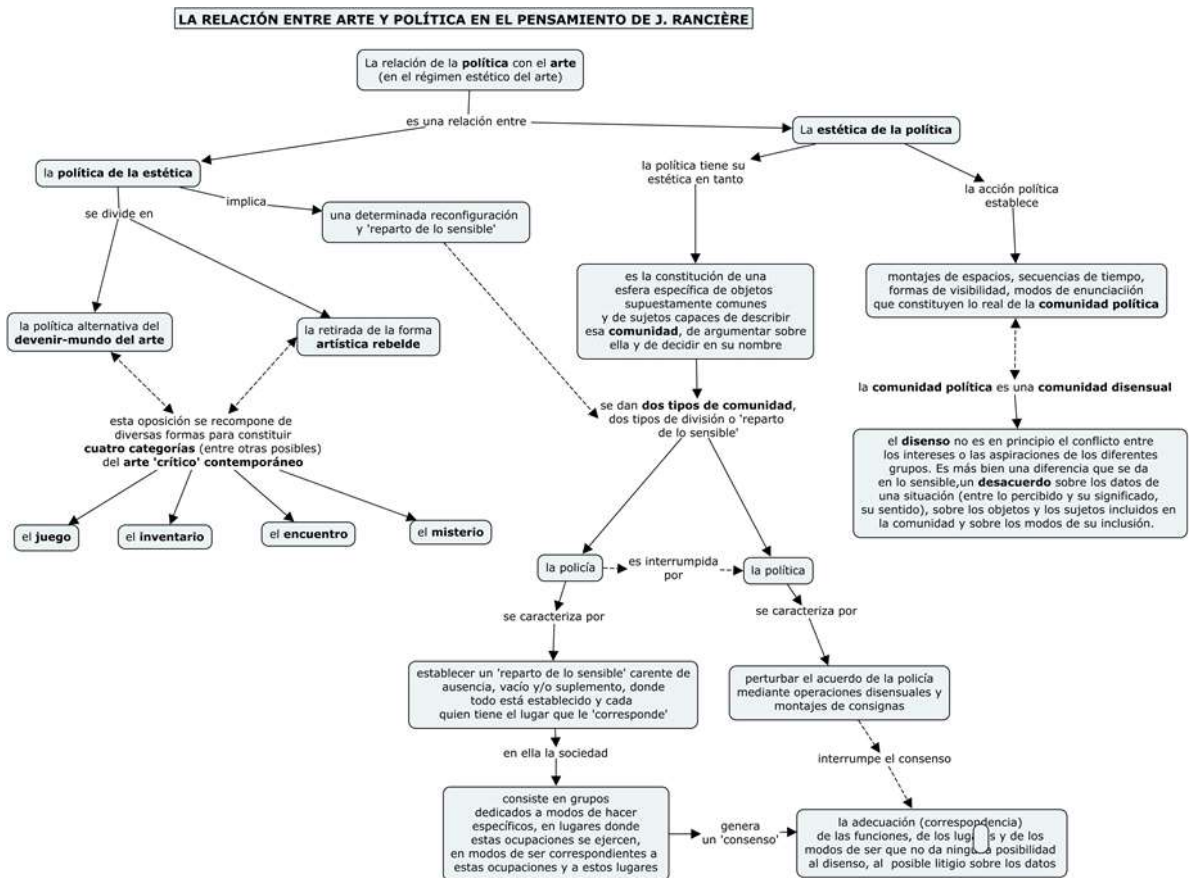 LA RELACIÓN ENTRE ARTE Y POLÍTICA EN EL PENSAMIENTO DE J. RANCIÈRE
La relación de la política con el arte
(en el régimen estético del arte)
es una relación entre
La estética de la política
la política de la estética
la política tiene su
estética en tanto
la acción política
establece
implica
se divide en
una determinada reconfiguración
y 'reparto de lo sensible'
es la constitución de una
esfera específica de objetos
supuestamente comunes
y de sujetos capaces de describir
esa comunidad, de argumentar sobre
ella y de decidir en su nombre
montajes de espacios, secuencias de tiempo,
formas de visibilidad, modos de enunciación
que constituyen lo real de la comunidad política
la política alternativa del
devenir-mundo del arte
la retirada de la forma
artística rebelde
la comunidad política es una comunidad disensual
se dan dos tipos de comunidad,
dos tipos de división o 'reparto
de lo sensible'
esta oposición se recompone de
diversas formas para constituir
cuatro categorías (entre otras posibles)
del arte 'crítico' contemporáneo
el disenso no es en principio el conflicto entre
los intereses o las aspiraciones de los diferentes
grupos. Es más bien una diferencia que se da
en lo sensible,un desacuerdo sobre los datos de
una situación (entre lo percibido y su significado,
su sentido), sobre los objetos y los sujetos incluidos en
la comunidad y sobre los modos de su inclusión.
el juego
el inventario
el encuentro
el misterio
la policía
es interrumpida
por
la política
se caracteriza por
se caracteriza por
establecer un 'reparto de lo sensible' carente de
ausencia, vacío y/o suplemento, donde
todo está establecido y cada
quien tiene el lugar que le 'corresponde'
perturbar el acuerdo de la policía
mediante operaciones disensuales y
montajes de consignas
en ella la sociedad
interrumpe el consenso
consiste en grupos
dedicados a modos de hacer
específicos, en lugares donde
estas ocupaciones se ejercen,
en modos de ser correspondientes a
estas ocupaciones y a estos lugares
genera
un 'consenso'
la adecuación (correspondencia)
de las funciones, de los lugares y de los
modos de ser que no da ninguna posibilidad
al disenso, al posible litigio sobre los datos